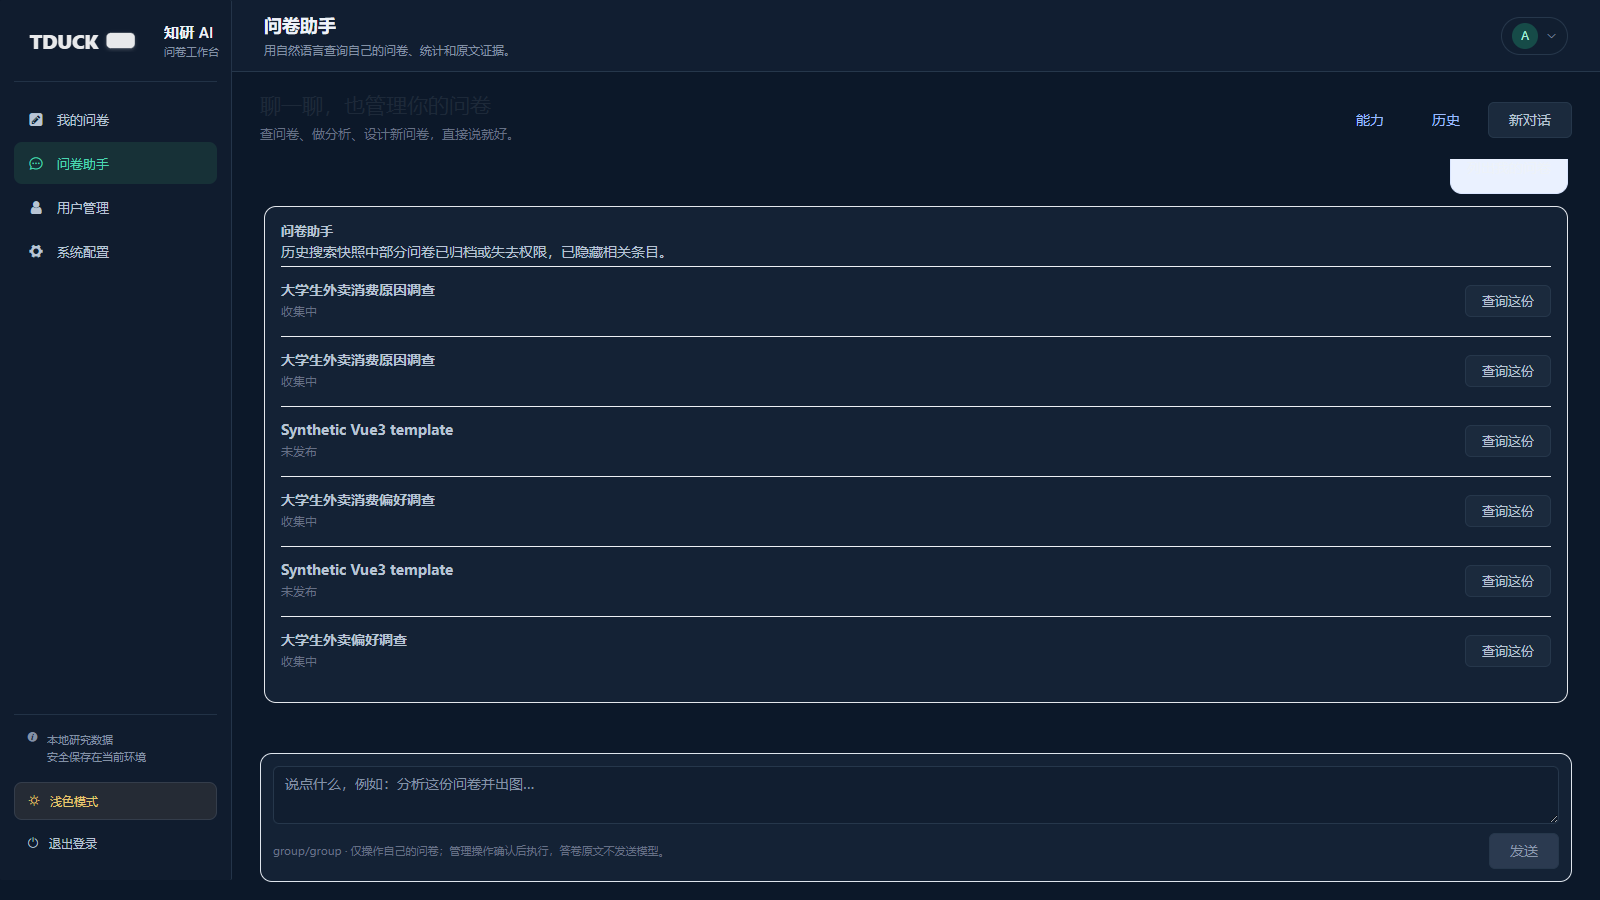 TDUCK
知研 AI
问卷工作台
我的问卷
问卷助手
用户管理
系统配置
本地研究数据
安全保存在当前环境
浅色模式
退出登录
问卷助手
用自然语言查询自己的问卷、统计和原文证据。
A
聊一聊，也管理你的问卷
查问卷、做分析、设计新问卷，直接说就好。
能力
历史
新对话
问卷助手
历史搜索快照中部分问卷已归档或失去权限，已隐藏相关条目。
大学生外卖消费原因调查
收集中
查询这份
大学生外卖消费原因调查
收集中
查询这份
Synthetic Vue3 template
未发布
查询这份
大学生外卖消费偏好调查
收集中
查询这份
Synthetic Vue3 template
未发布
查询这份
大学生外卖偏好调查
收集中
查询这份
说点什么，例如：分析这份问卷并出图...
group/group · 仅操作自己的问卷；管理操作确认后执行，答卷原文不发送模型。
发送